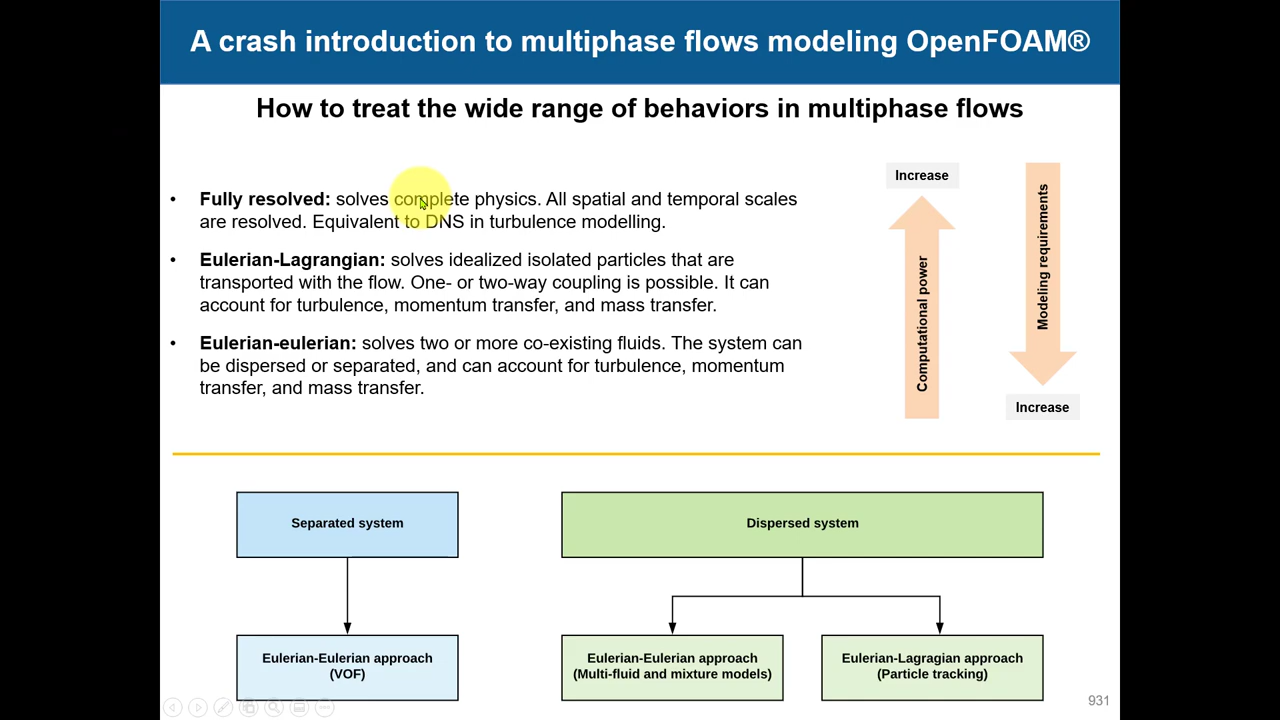 A crash introduction to multiphase flows modeling OpenFOAM®
How to treat the wide range of behaviors in multiphase flows
• Fully resolved: solves complete physics. All spatial and temporal scales
are resolved. Equivalent to DNS in turbulence modelling.
• Eulerian-Lagrangian: solves idealized isolated particles that are
transported with the flow. One- or two-way coupling is possible. It can
account for turbulence, momentum transfer, and mass transfer.
• Eulerian-eulerian: solves two or more co-existing fluids. The system can
be dispersed or separated, and can account for turbulence, momentum
transfer, and mass transfer.
Increase
Computational power
Modeling requirements
Increase
Separated system
Dispersed system
Eulerian-Eulerian approach
(VOF)
Eulerian-Eulerian approach
(Multi-fluid and mixture models)
Eulerian-Lagragian approach
(Particle tracking)
931